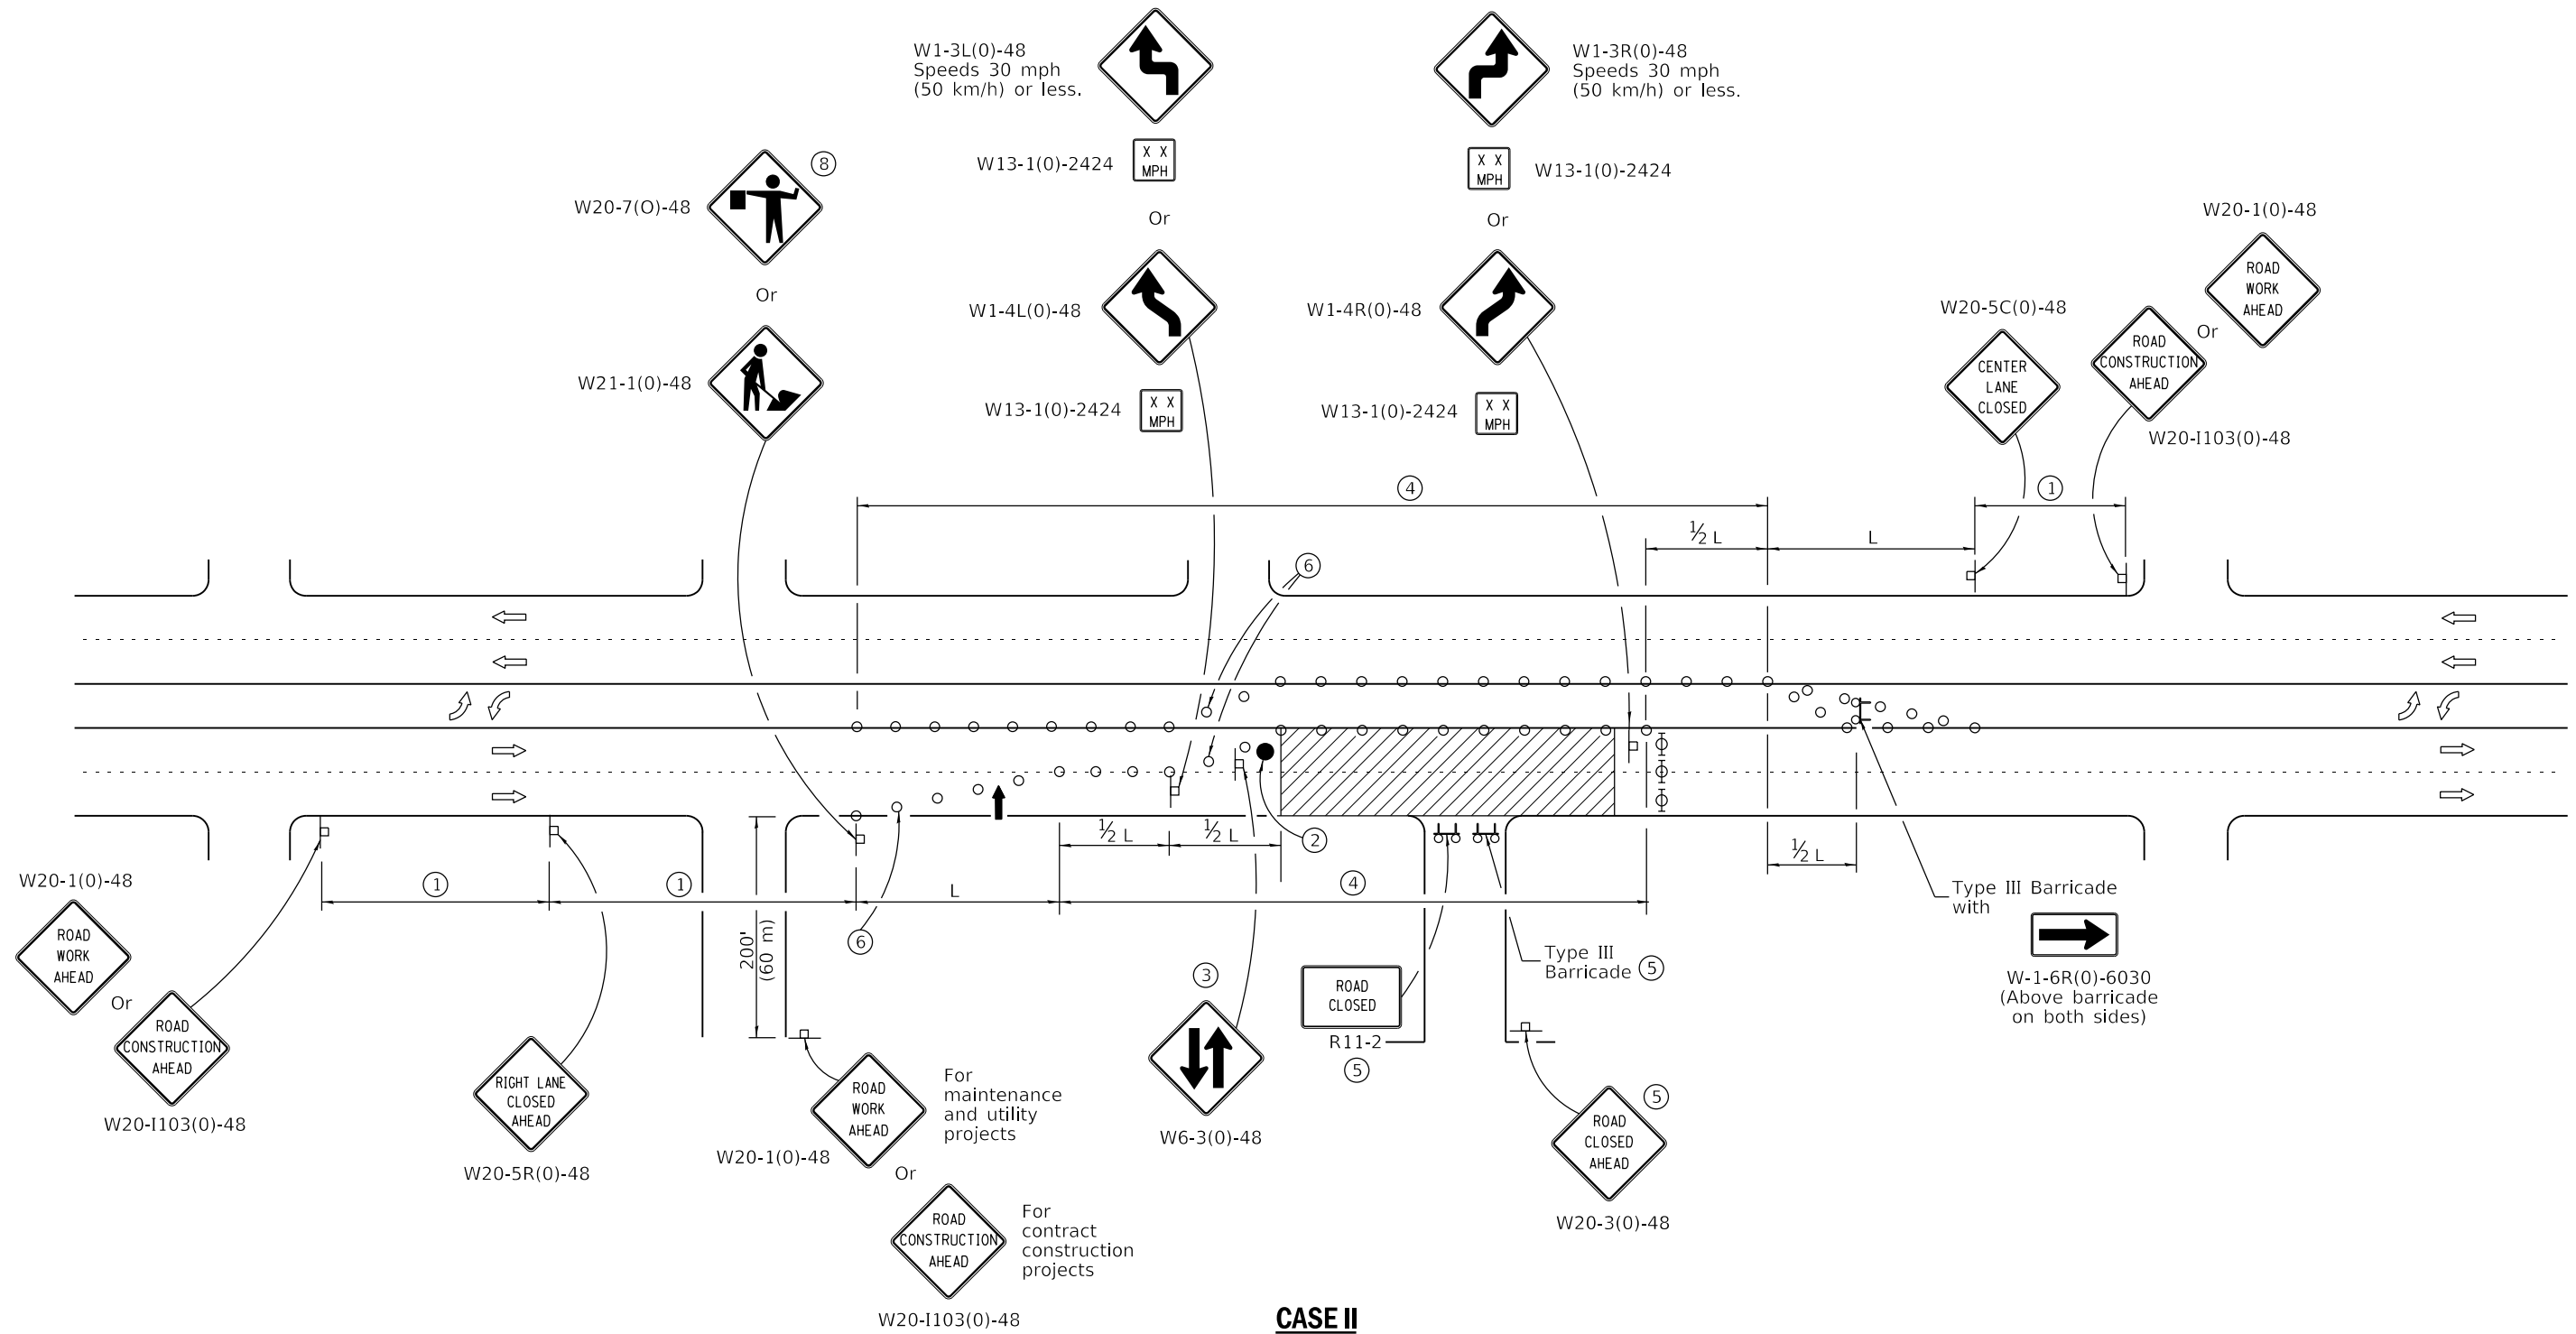 W1-3L(0)-48
Speeds 30 mph
(50 km/h) or less.
W1-3R(0)-48
Speeds 30 mph
(50 km/h) or less.
W13-1(0)-2424
X X
MPH
X X
MPH
W13-1(0)-2424
8
W20-7(O)-48
Or
Or
Or
W20-1(0)-48
ROAD
WORK
AHEAD
Or
W21-1(0)-48
W1-4L(0)-48
W1-4R(0)-48
W20-5C(0)-48
CENTER
LANE
CLOSED
ROAD
CONSTRUCTION
AHEAD
W20-I103(0)-48
W13-1(0)-2424
X X
MPH
W13-1(0)-2424
X X
MPH
4
1
½ L
L
6
½ L
½ L
2
½ L
1
1
L
4
6
200'
(60 m)
W20-1(0)-48
ROAD
WORK
AHEAD
Or
ROAD
CONSTRUCTION
AHEAD
W20-I103(0)-48
RIGHT LANE
CLOSED
AHEAD
W20-5R(0)-48
ROAD
WORK
AHEAD
W20-1(0)-48
For
maintenance
and utility
projects
Or
ROAD
CONSTRUCTION
AHEAD
For
contract
construction
projects
W20-I103(0)-48
3
W6-3(0)-48
ROAD
CLOSED
R11-2
5
Type III
Barricade 5
5
ROAD
CLOSED
AHEAD
W20-3(0)-48
Type III Barricade
with
W-1-6R(0)-6030
(Above barricade
on both sides)
CASE II